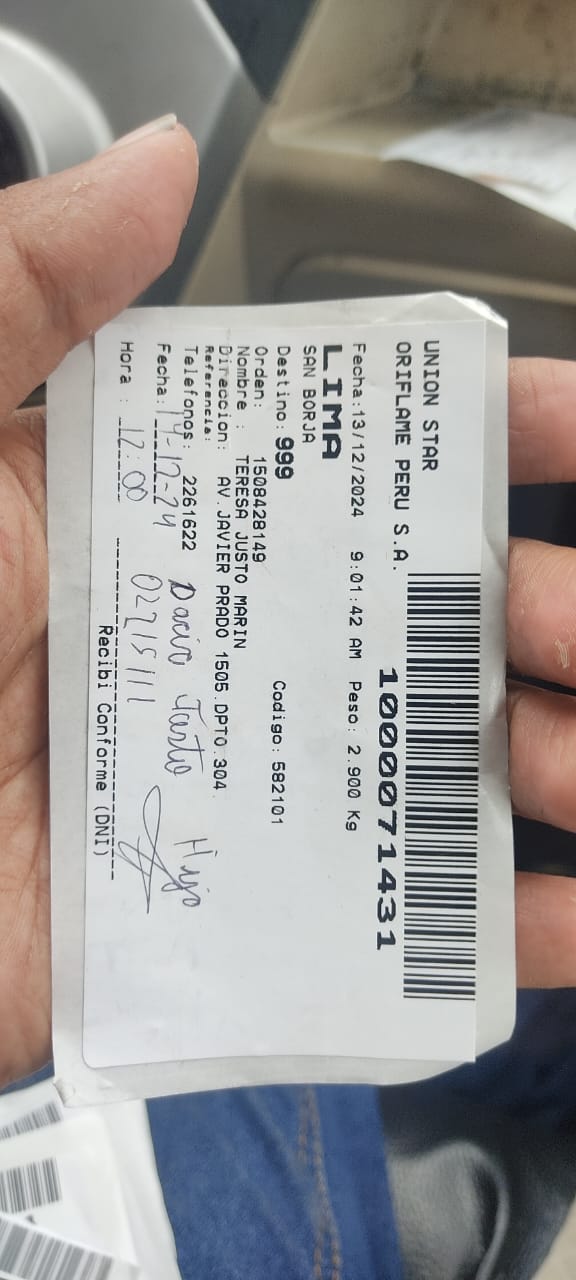 UNION STAR
ORIFLAME PERU S.A.
1000071431
Fecha:13/12/2024 9:01:42 AM Peso: 2.900 Kg
LIMA
SAN BORJA
Destino: 999 Codigo: 582101
Orden: 1508428149
Nombre : TERESA JUSTO MARIN
Direccion: AV.JAVIER PRADO 1505.DPTO.304.
Referencia:
Telefonos: 2261622
Fecha: 14-12-24 Justo Hijo
Hora : 12:00
Recibi Conforme (DNI)